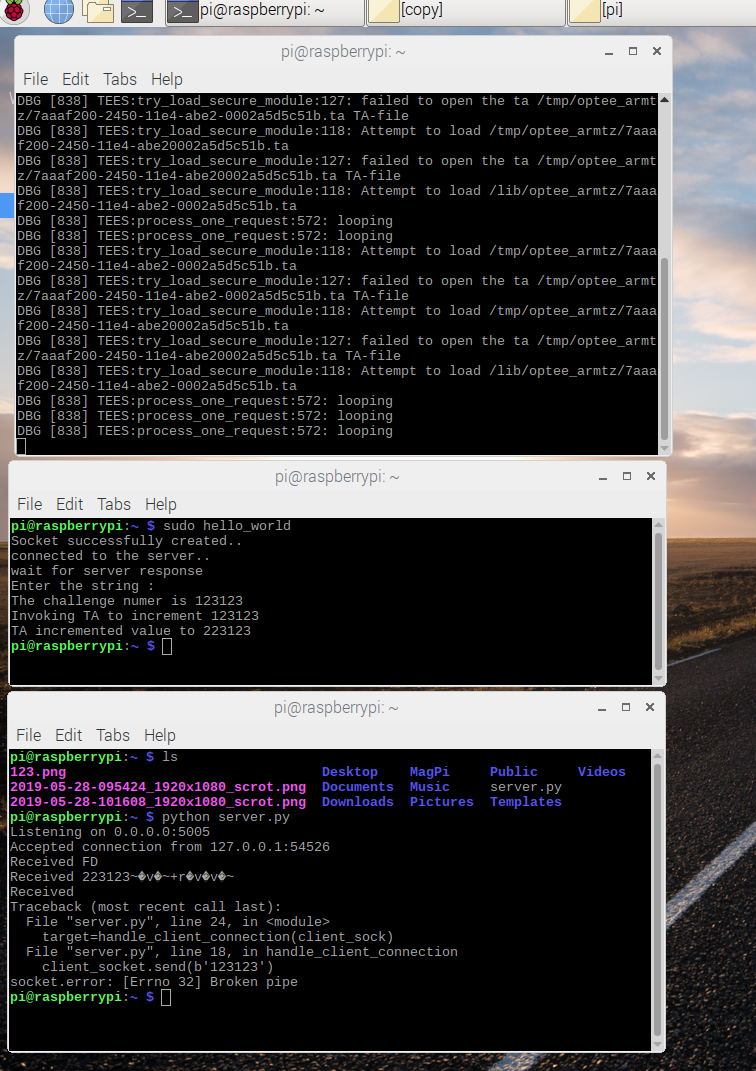 pi@raspberrypi: ~ [copy] [pi]
pi@raspberrypi: ~
File Edit Tabs Help
DBG [838] TEES:try_load_secure_module:127: failed to open the ta /tmp/optee_armt
z/7aaaf200-2450-11e4-abe2-0002a5d5c51b.ta TA-file
DBG [838] TEES:try_load_secure_module:118: Attempt to load /tmp/optee_armtz/7aaa
f200-2450-11e4-abe20002a5d5c51b.ta
DBG [838] TEES:try_load_secure_module:127: failed to open the ta /tmp/optee_armt
z/7aaaf200-2450-11e4-abe20002a5d5c51b.ta TA-file
DBG [838] TEES:try_load_secure_module:118: Attempt to load /lib/optee_armtz/7aaa
f200-2450-11e4-abe2-0002a5d5c51b.ta
DBG [838] TEES:process_one_request:572: looping
DBG [838] TEES:process_one_request:572: looping
DBG [838] TEES:try_load_secure_module:118: Attempt to load /tmp/optee_armtz/7aaa
f200-2450-11e4-abe2-0002a5d5c51b.ta
DBG [838] TEES:try_load_secure_module:127: failed to open the ta /tmp/optee_armt
z/7aaaf200-2450-11e4-abe2-0002a5d5c51b.ta TA-file
DBG [838] TEES:try_load_secure_module:118: Attempt to load /tmp/optee_armtz/7aaa
f200-2450-11e4-abe20002a5d5c51b.ta
DBG [838] TEES:try_load_secure_module:127: failed to open the ta /tmp/optee_armt
z/7aaaf200-2450-11e4-abe20002a5d5c51b.ta TA-file
DBG [838] TEES:try_load_secure_module:118: Attempt to load /lib/optee_armtz/7aaa
f200-2450-11e4-abe2-0002a5d5c51b.ta
DBG [838] TEES:process_one_request:572: looping
DBG [838] TEES:process_one_request:572: looping
DBG [838] TEES:process_one_request:572: looping
pi@raspberrypi: ~
File Edit Tabs Help
pi@raspberrypi:~ $ sudo hello_world
Socket successfully created..
connected to the server..
wait for server response
Enter the string :
The challenge numer is 123123
Invoking TA to increment 123123
TA incremented value to 223123
pi@raspberrypi:~ $
pi@raspberrypi: ~
File Edit Tabs Help
pi@raspberrypi:~ $ ls
123.png Desktop MagPi Public Videos
2019-05-28-095424_1920x1080_scrot.png Documents Music server.py
2019-05-28-101608_1920x1080_scrot.png Downloads Pictures Templates
pi@raspberrypi:~ $ python server.py
Listening on 0.0.0.0:5005
Accepted connection from 127.0.0.1:54526
Received FD
Received 223123~�v�~+r�v�v�~
Received
Traceback (most recent call last):
File "server.py", line 24, in <module>
target=handle_client_connection(client_sock)
File "server.py", line 18, in handle_client_connection
client_socket.send(b'123123')
socket.error: [Errno 32] Broken pipe
pi@raspberrypi:~ $